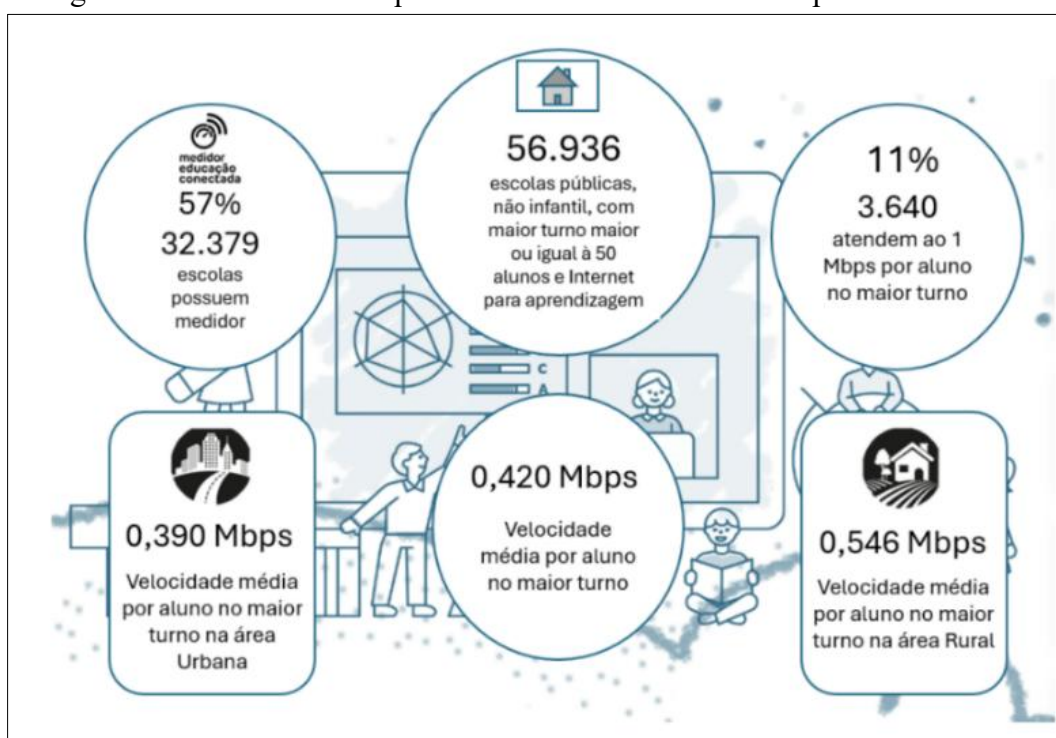 56.936
escolas públicas,
não infantil, com
maior turno maior
ou igual à 50
alunos e Internet
para aprendizagem
medidor
educação
conectada
57%
32.379
escolas
possuem
medidor
11%
3.640
atendem ao 1
Mbps por aluno
no maior turno
C
A
0,390 Mbps
Velocidade média
por aluno no maior
turno na área
Urbana
0,420 Mbps
Velocidade
média por aluno
no maior turno
0,546 Mbps
Velocidade média
por aluno no maior
turno na área Rural